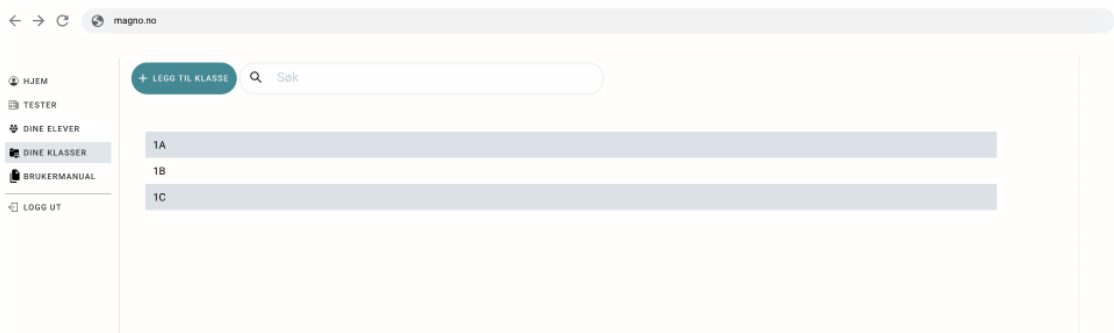 magno.no
HJEM
TESTER
DINE ELEVER
DINE KLASSER
BRUKERMANUAL
LOGG UT
+ LEGG TIL KLASSE
Søk
1A
1B
1C